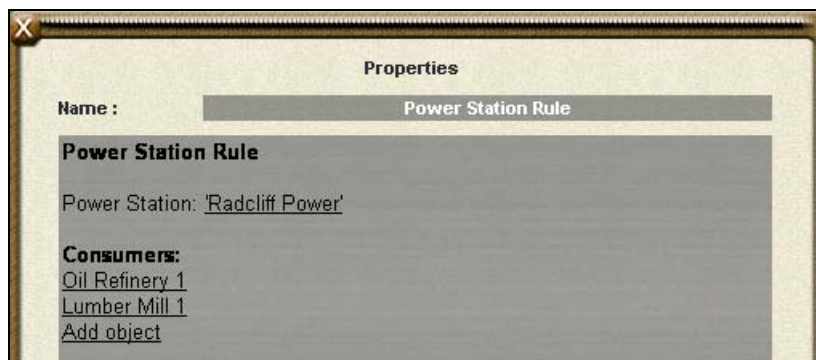 X
Properties
Name : Power Station Rule
Power Station Rule
Power Station: 'Radcliff Power'
Consumers:
Oil Refinery 1
Lumber Mill 1
Add object